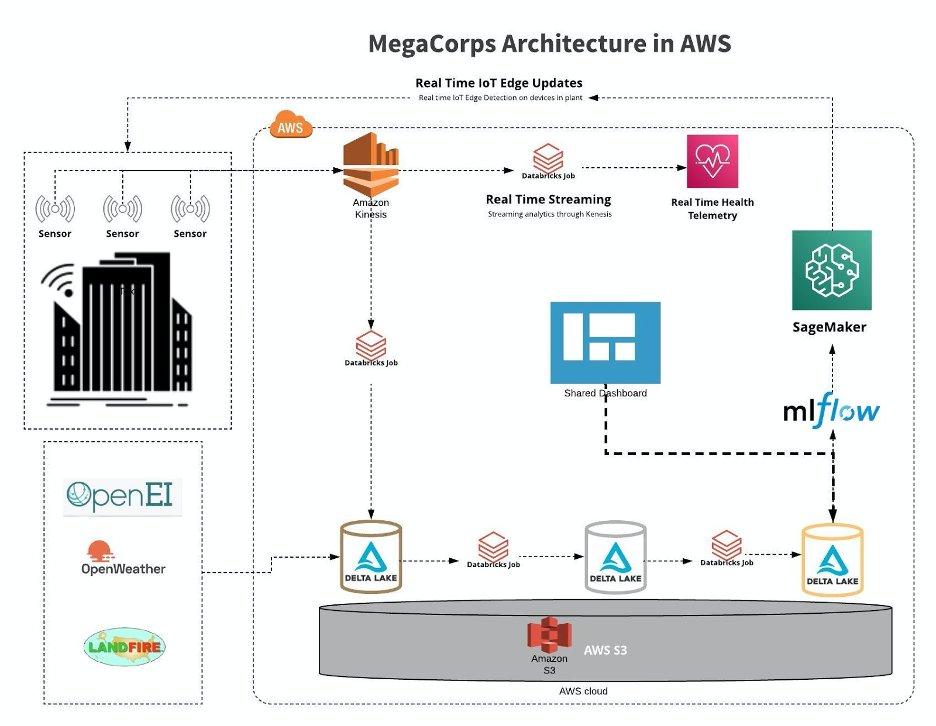 MegaCorps Architecture in AWS
Real Time IoT Edge Updates
Real time IoT Edge Detection on devices in plant
AWS
Amazon
Kinesis
Databricks Job
Real Time Streaming
Streaming analytics through Kenesis
Real Time Health
Telemetry
Sensor
Sensor
Sensor
SageMaker
Databricks Job
Shared Dashboard
mlflow
OpenEI
OpenWeather
LANDFIRE
DELTA LAKE
Databricks Job
DELTA LAKE
Databricks Job
DELTA LAKE
Amazon
S3
AWS S3
AWS cloud